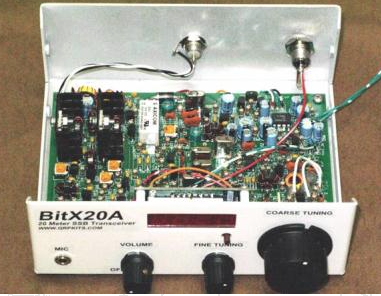 BitX20A
20 Meter SSB Transceiver
WWW.QRPKITS.COM
COARSE TUNING
MIC
VOLUME
FINE TUNING
OFF